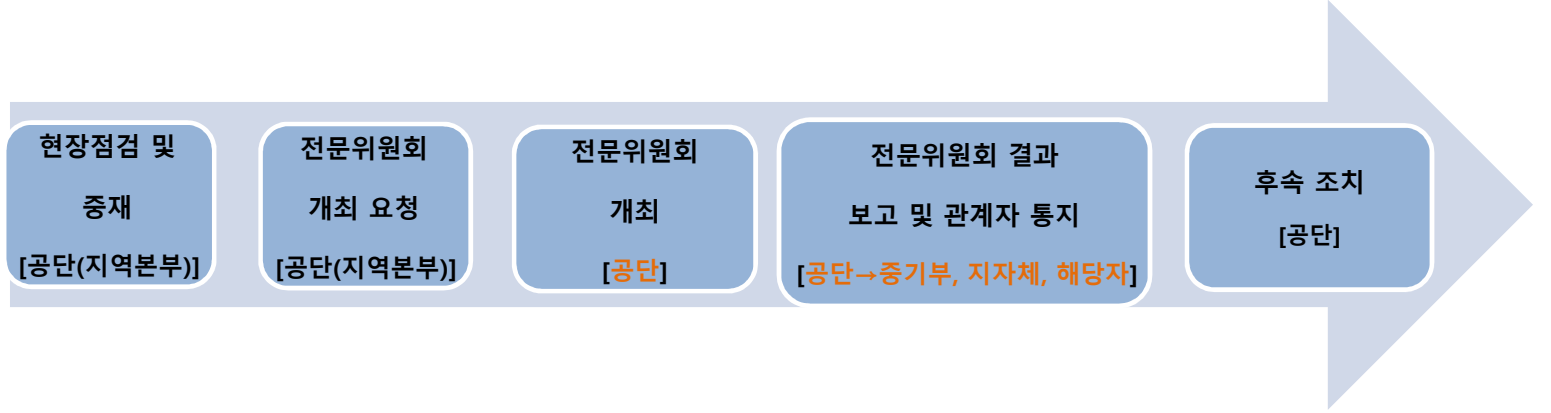 현장점검 및
중재
[공단(지역본부)]
전문위원회
개최 요청
[공단(지역본부)]
전문위원회
개최
[공단]
전문위원회 결과
보고 및 관계자 통지
[공단→중기부, 지자체, 해당자]
후속 조치
[공단]